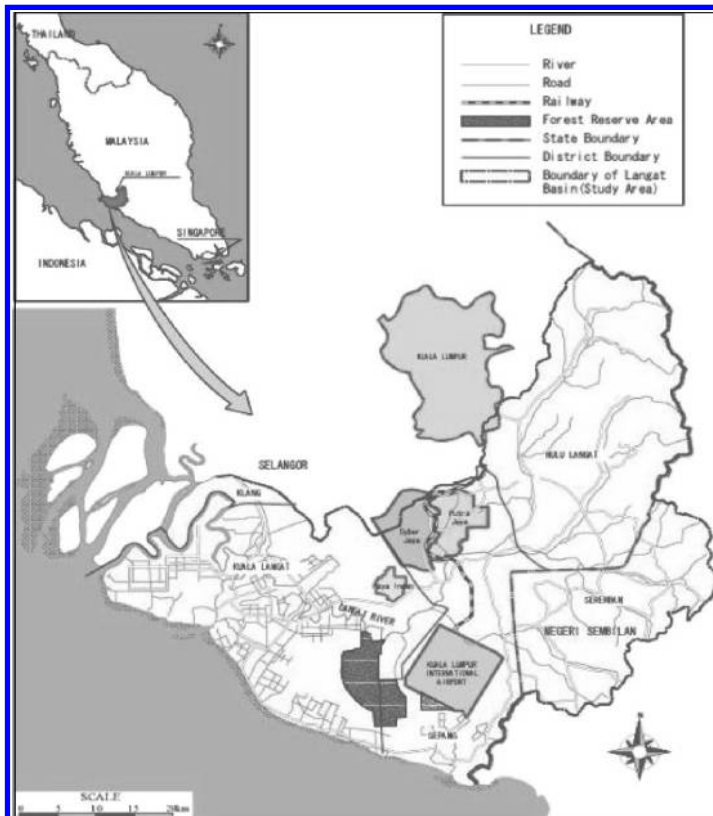 THAILAND
MALAYSIA
KUALA LUMPUR
SINGAPORE
INDONESIA
LEGEND
River
Road
Railway
Forest Reserve Area
State Boundary
District Boundary
Boundary of Langat
Basin(Study Area)
KUALA LUMPUR
HULU LANGAT
SELANGOR
KLANG
Cyber
Jaya
Putra
Jaya
KUALA LANGAT
LANGAT RIVER
SEREMBAN
NEGERI SEMBILAN
KUALA LUMPUR
INTERNATIONAL
AIRPORT
SEPANG
SCALE
0 5 10 15 20km